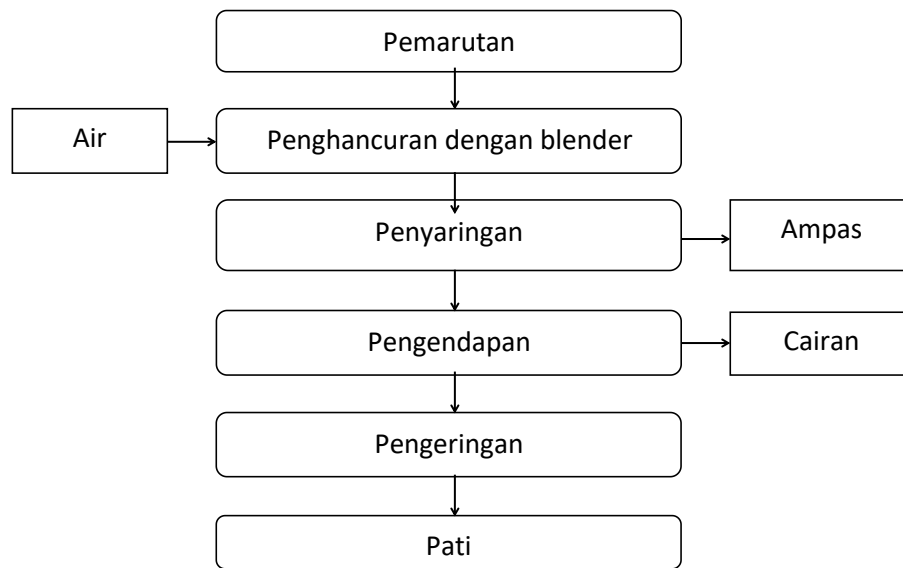 Pemarutan
Air
Penghancuran dengan blender
Penyaringan
Ampas
Pengendapan
Cairan
Pengeringan
Pati